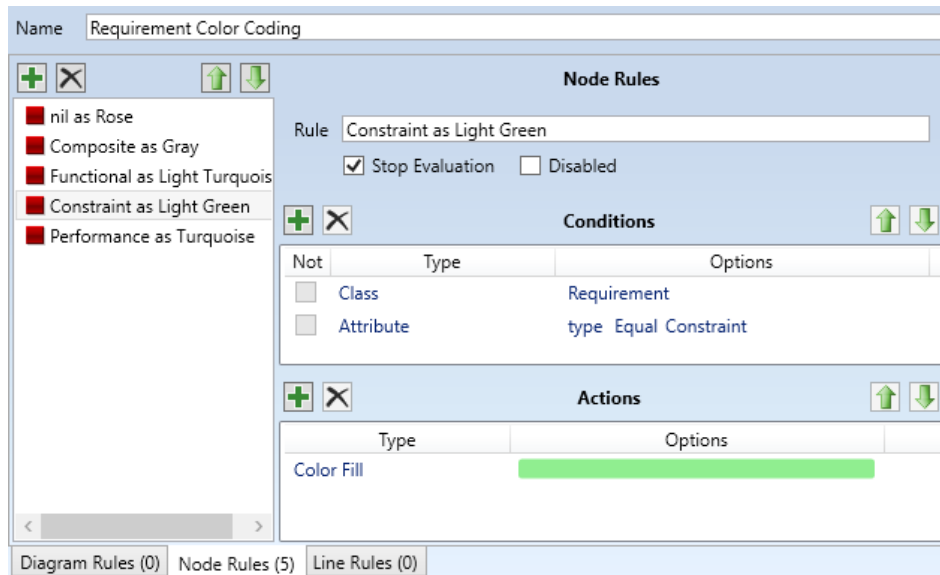 Name Requirement Color Coding
Node Rules
nil as Rose
Composite as Gray
Functional as Light Turquois
Constraint as Light Green
Performance as Turquoise
Rule Constraint as Light Green
Stop Evaluation Disabled
Conditions
Not Type Options
Class Requirement
Attribute type Equal Constraint
Actions
Type Options
Color Fill
Diagram Rules (0) Node Rules (5) Line Rules (0)